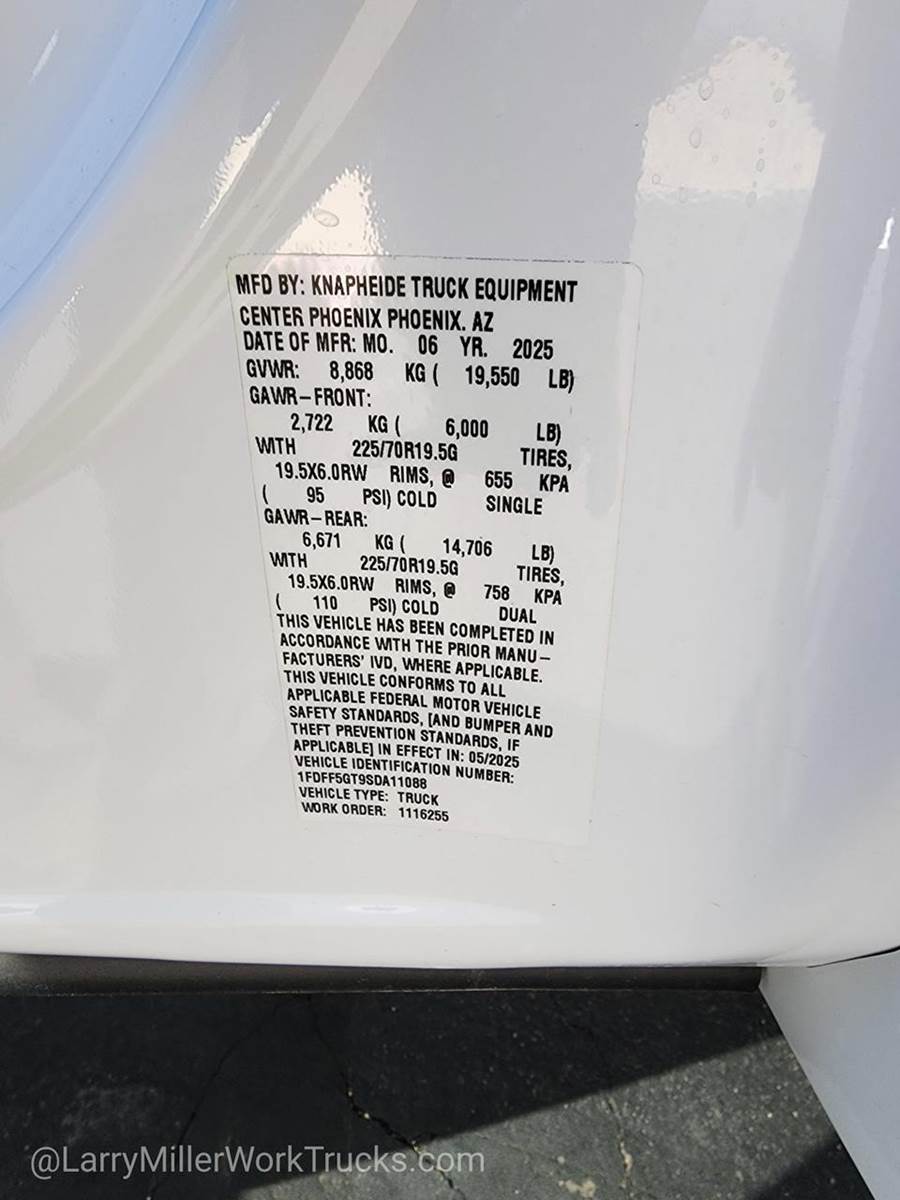 MFD BY: KNAPHEIDE TRUCK EQUIPMENT
CENTER PHOENIX PHOENIX. AZ
DATE OF MFR: MO. 06 YR. 2025
GVWR: 8,868 KG ( 19,550 LB)
GAWR-FRONT:
2,722 KG ( 6,000 LB)
WITH 225/70R19.5G TIRES,
19.5X6.0RW RIMS, @ 655 KPA
( 95 PSI) COLD SINGLE
GAWR-REAR:
6,671 KG ( 14,706 LB)
WITH 225/70R19.5G TIRES,
19.5X6.0RW RIMS, @ 758 KPA
( 110 PSI) COLD DUAL
THIS VEHICLE HAS BEEN COMPLETED IN
ACCORDANCE WITH THE PRIOR MANU-
FACTURERS' IVD, WHERE APPLICABLE.
THIS VEHICLE CONFORMS TO ALL
APPLICABLE FEDERAL MOTOR VEHICLE
SAFETY STANDARDS, [AND BUMPER AND
THEFT PREVENTION STANDARDS, IF
APPLICABLE] IN EFFECT IN: 05/2025
VEHICLE IDENTIFICATION NUMBER:
1FDFF5GT9SDA11088
VEHICLE TYPE: TRUCK
WORK ORDER: 1116255
@LarryMillerWorkTrucks.com